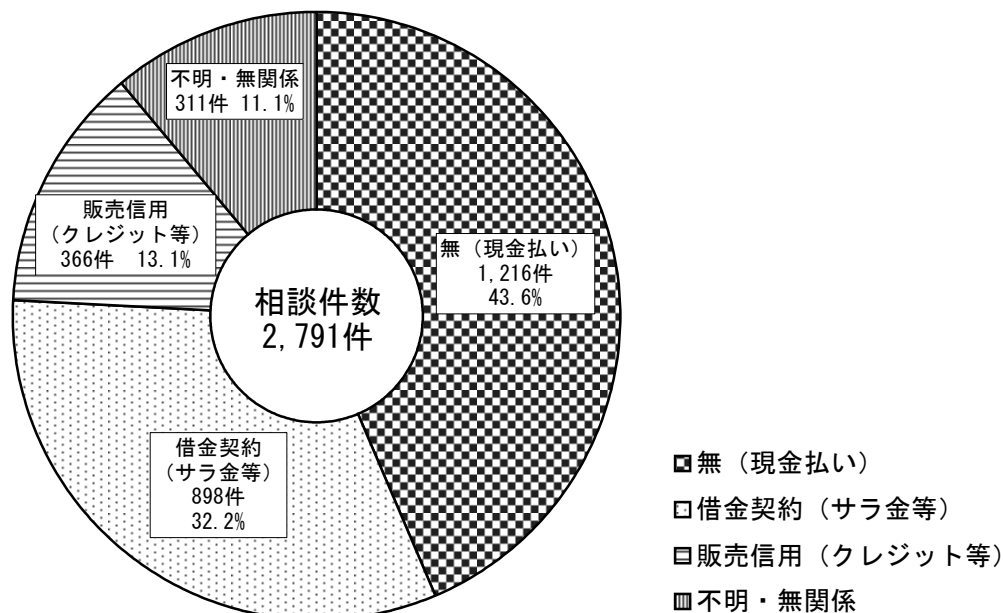 不明・無関係
311件 11.1%
販売信用
（クレジット等）
366件 13.1%
無（現金払い）
1,216件
43.6%
相談件数
2,791件
借金契約
（サラ金等）
898件
32.2%
無（現金払い）
借金契約（サラ金等）
販売信用（クレジット等）
不明・無関係